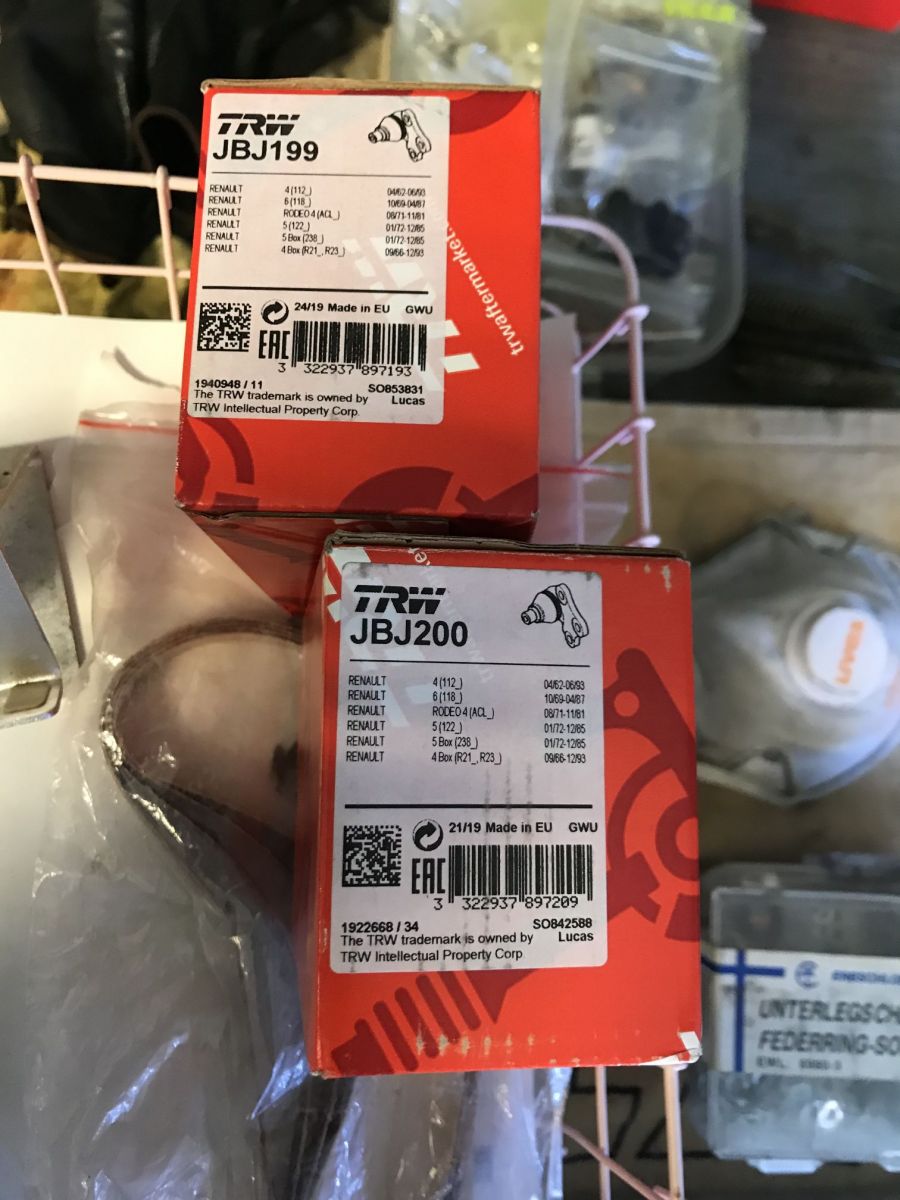 TRW
JBJ199
RENAULT 4 (112_) 04/62-06/93
RENAULT 6 (118_) 10/69-04/87
RENAULT RODEO 4 (ACL_) 08/71-11/81
RENAULT 5 (122_) 01/72-12/85
RENAULT 5 Box (238_) 01/72-12/85
RENAULT 4 Box (R21_, R23_) 09/66-12/93
24/19 Made in EU GWU
EAC
3 322937 897193
1940948 / 11 SO853831
The TRW trademark is owned by Lucas
TRW Intellectual Property Corp.
trwaftermarket.co
TRW
JBJ200
RENAULT 4 (112_) 04/62-06/93
RENAULT 6 (118_) 10/69-04/87
RENAULT RODEO 4 (ACL_) 08/71-11/81
RENAULT 5 (122_) 01/72-12/85
RENAULT 5 Box (238_) 01/72-12/85
RENAULT 4 Box (R21_, R23_) 09/66-12/93
21/19 Made in EU GWU
EAC
3 322937 897209
1922668 / 34 SO842588
The TRW trademark is owned by Lucas
TRW Intellectual Property Corp
UNTERLEGSCH
FEDERRING-SO